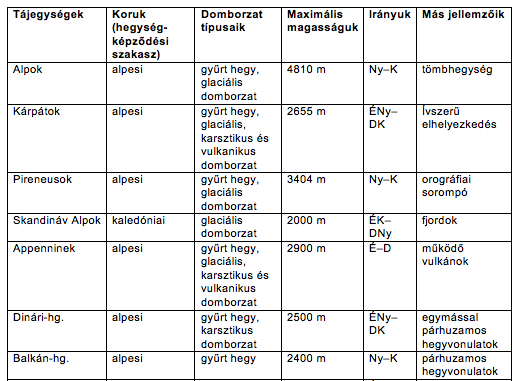 Tájegységek Koruk (hegység-képződési szakasz) Domborzat típusaik Maximális magasságuk Irányuk Más jellemzőik
Alpok alpesi gyűrt hegy, glaciális domborzat 4810 m Ny–K tömbhegység
Kárpátok alpesi gyűrt hegy, glaciális, karsztikus és vulkanikus domborzat 2655 m ÉNy–DK Ívszerű elhelyezkedés
Pireneusok alpesi gyűrt hegy, glaciális domborzat 3404 m Ny–K orográfiai sorompó
Skandináv Alpok kaledóniai glaciális domborzat 2000 m ÉK–DNy fjordok
Appenninek alpesi gyűrt hegy, glaciális, karsztikus és vulkanikus domborzat 2900 m É–D működő vulkánok
Dinári-hg. alpesi gyűrt hegy, karsztikus domborzat 2500 m ÉNy–DK egymással párhuzamos hegyvonulatok
Balkán-hg. alpesi gyűrt hegy 2400 m Ny–K párhuzamos hegyvonulatok